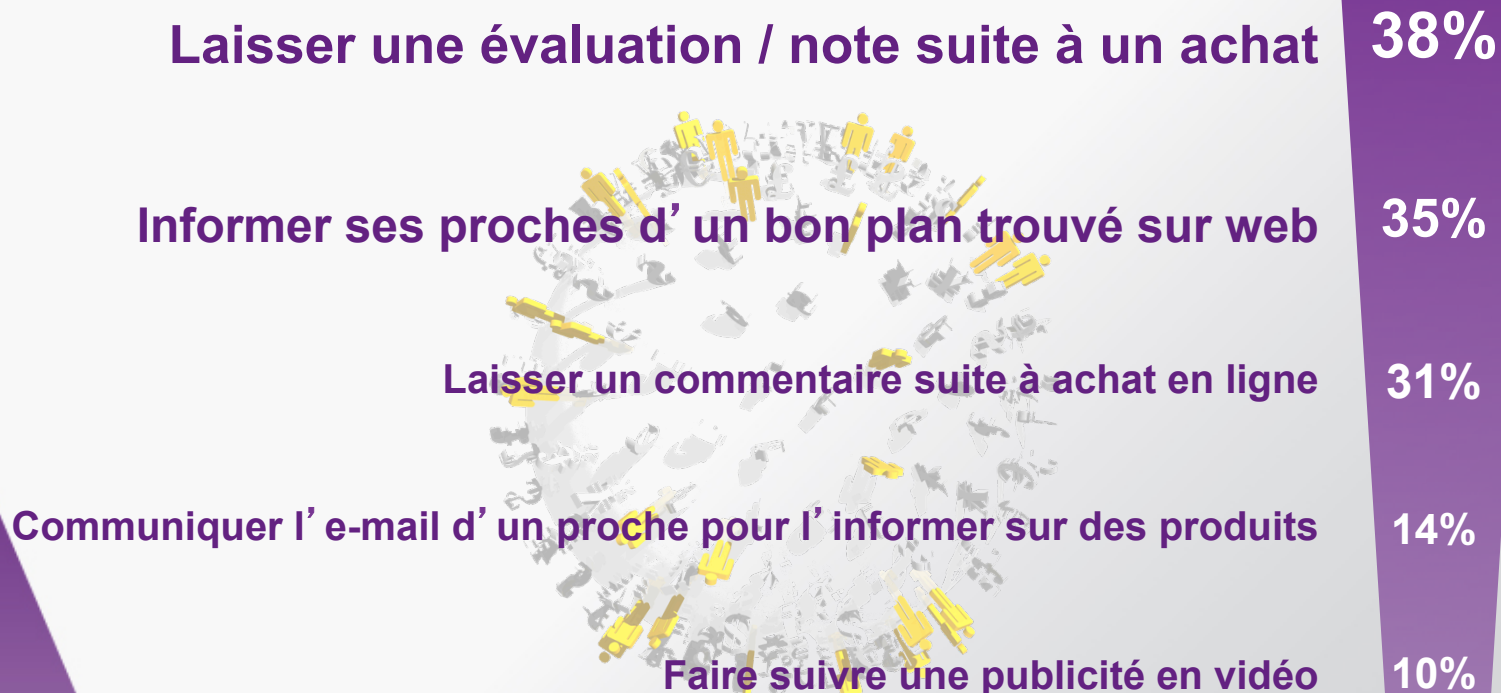 Laisser une évaluation / note suite à un achat 38%
Informer ses proches d’un bon plan trouvé sur web 35%
Laisser un commentaire suite à achat en ligne 31%
Communiquer l’e-mail d’un proche pour l’informer sur des produits 14%
Faire suivre une publicité en vidéo 10%